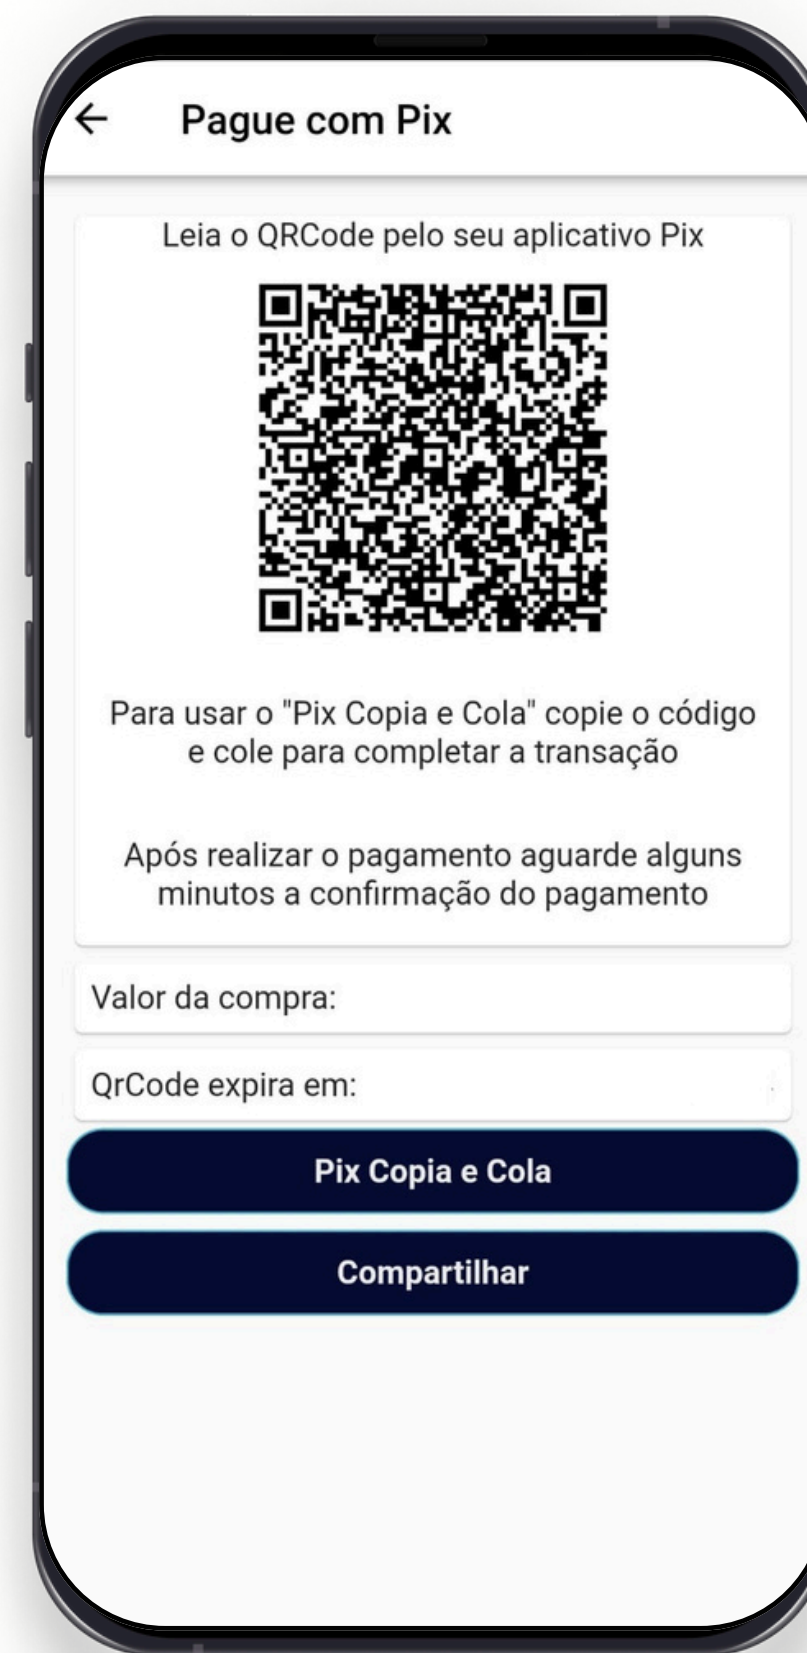 Pague com Pix
Leia o QRCode pelo seu aplicativo Pix
Para usar o "Pix Copia e Cola" copie o código
e cole para completar a transação
Após realizar o pagamento aguarde alguns
minutos a confirmação do pagamento
Valor da compra:
QrCode expira em:
Pix Copia e Cola
Compartilhar